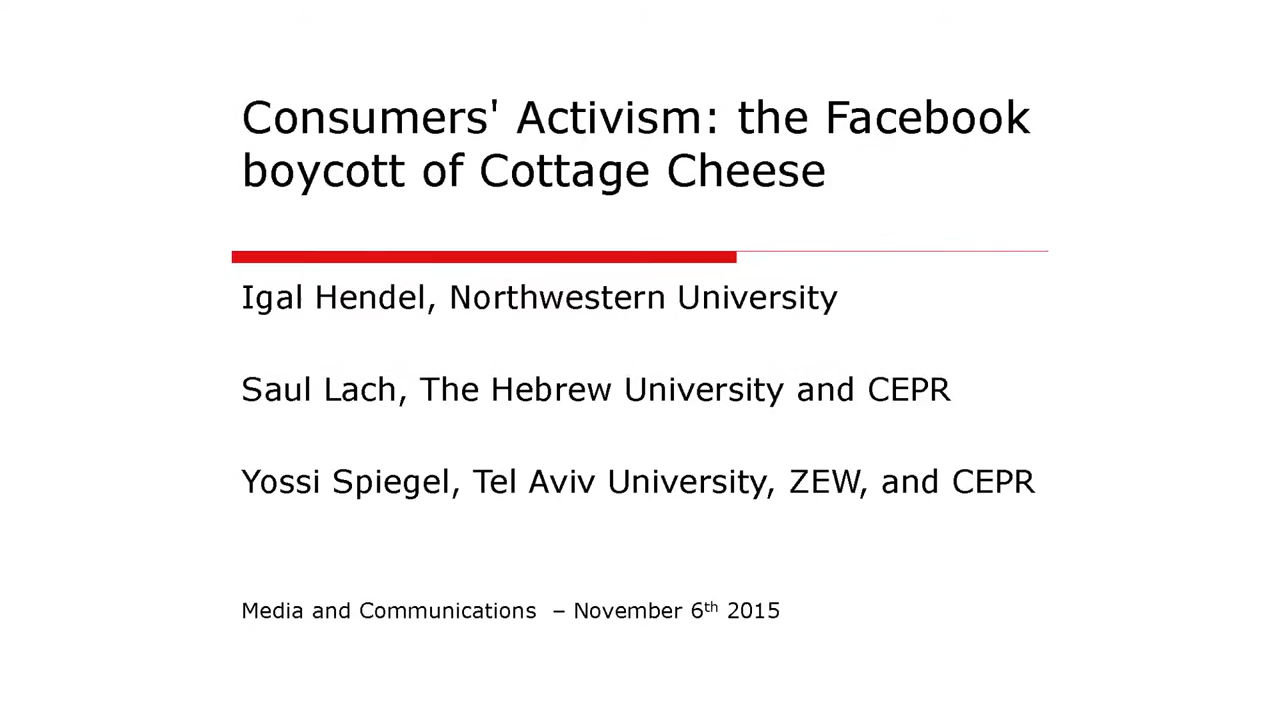 Consumers' Activism: the Facebook
boycott of Cottage Cheese
Igal Hendel, Northwestern University
Saul Lach, The Hebrew University and CEPR
Yossi Spiegel, Tel Aviv University, ZEW, and CEPR
Media and Communications – November 6th 2015